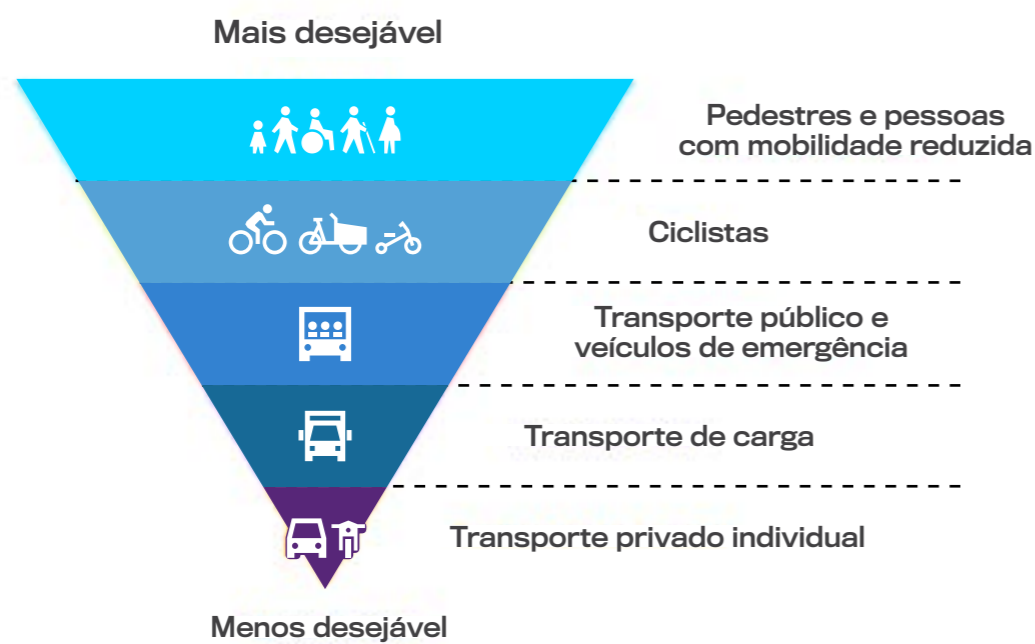 Mais desejável
Pedestres e pessoas
com mobilidade reduzida
Ciclistas
Transporte público e
veículos de emergência
Transporte de carga
Transporte privado individual
Menos desejável